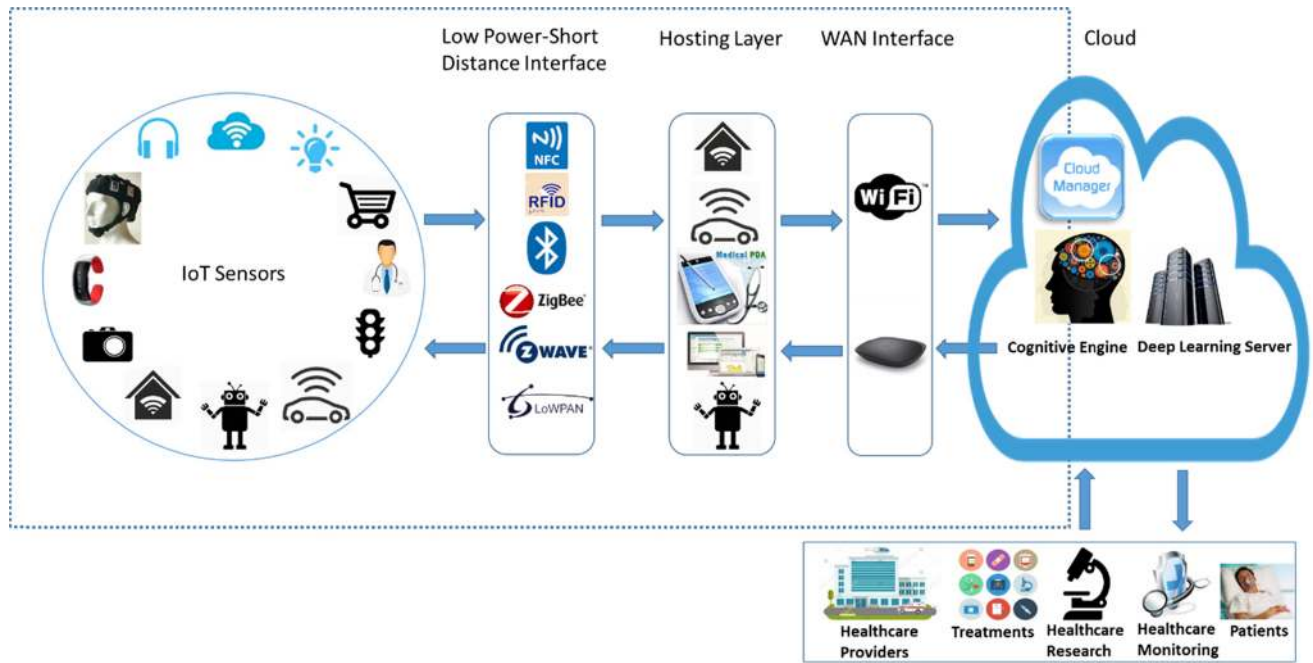 Low Power-Short
Distance Interface
Hosting Layer
WAN Interface
Cloud
NFC
RFID
Cloud
Manager
WiFi
TM
Medical PDA
IoT Sensors
ZigBee®
ZWAVE®
LoWPAN
Cognitive Engine
Deep Learning Server
Healthcare
Providers
Treatments
Healthcare
Research
Healthcare
Monitoring
Patients